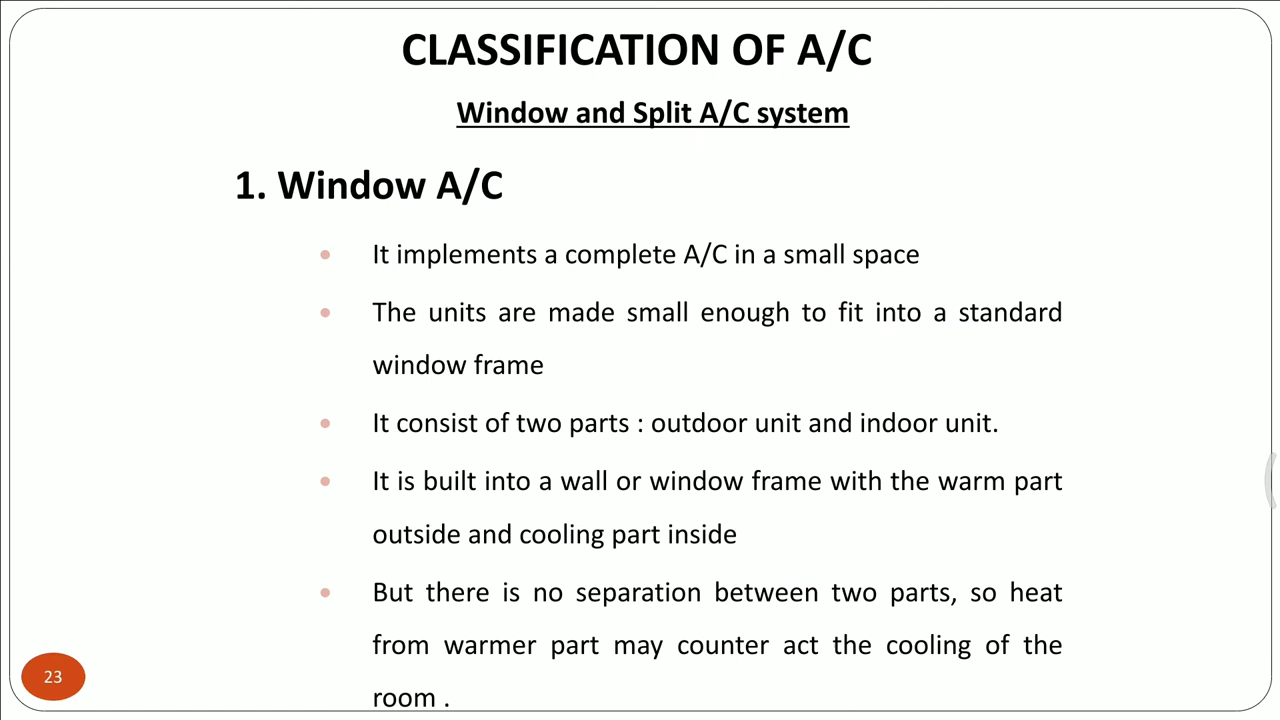 CLASSIFICATION OF A/C
Window and Split A/C system
1. Window A/C
It implements a complete A/C in a small space
The units are made small enough to fit into a standard
window frame
It consist of two parts : outdoor unit and indoor unit.
It is built into a wall or window frame with the warm part
outside and cooling part inside
But there is no separation between two parts, so heat
from warmer part may counter act the cooling of the
room .
23